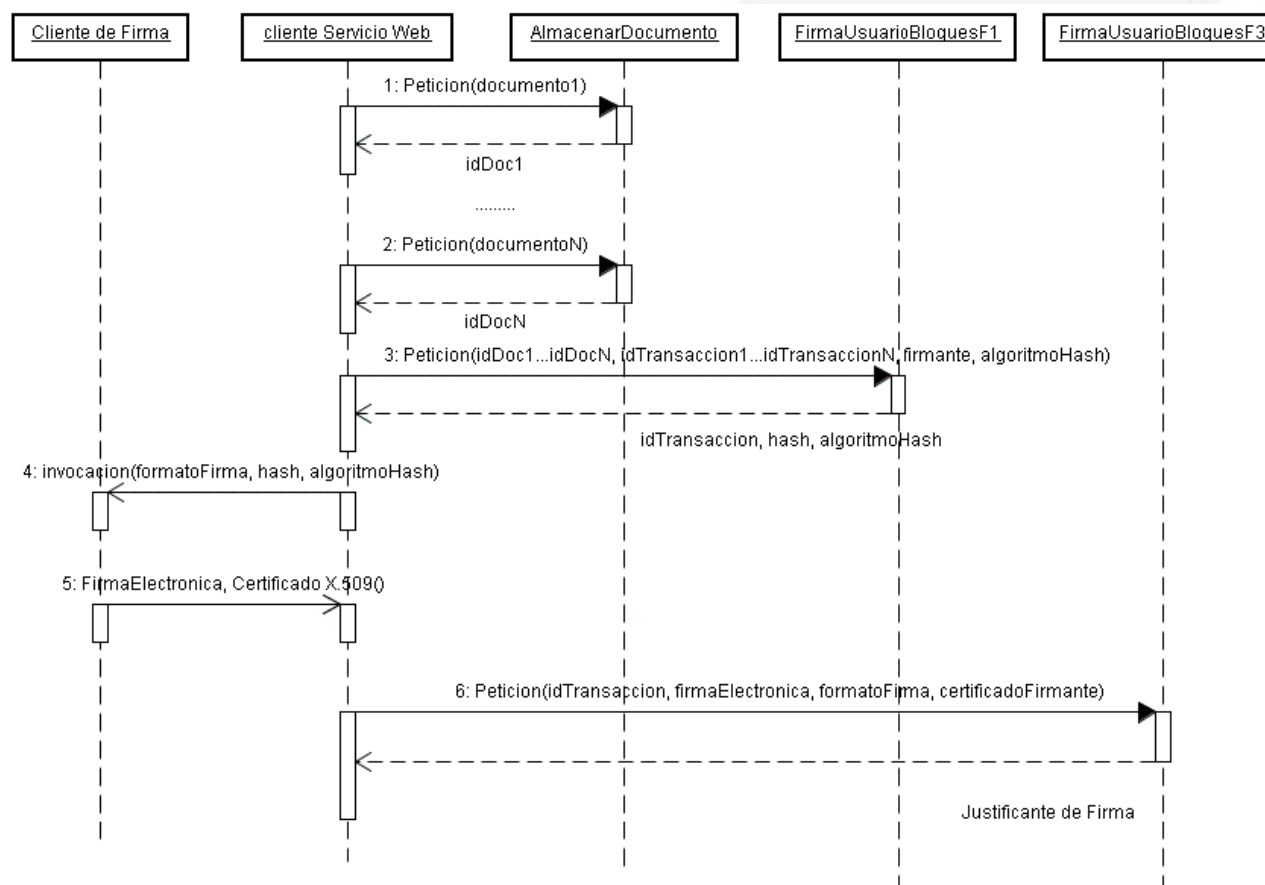 Cliente de Firma
cliente Servicio Web
AlmacenarDocumento
FirmaUsuarioBloquesF1
FirmaUsuarioBloquesF3
1: Peticion(documento1)
idDoc1
.........
2: Peticion(documentoN)
idDocN
3: Peticion(idDoc1...idDocN, idTransaccion1...idTransaccionN, firmante, algoritmoHash)
idTransaccion, hash, algoritmoHash
4: invocacion(formatoFirma, hash, algoritmoHash)
5: FirmaElectronica, Certificado X.509()
6: Peticion(idTransaccion, firmaElectronica, formatoFirma, certificadoFirmante)
Justificante de Firma